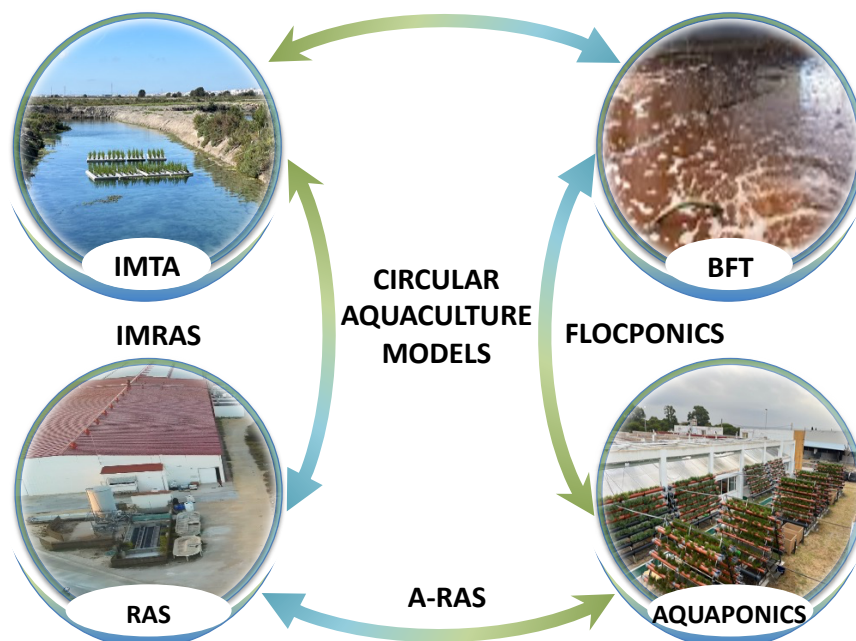 IMTA
BFT
CIRCULAR
AQUACULTURE
MODELS
IMRAS
FLOCPONICS
RAS
A-RAS
AQUAPONICS